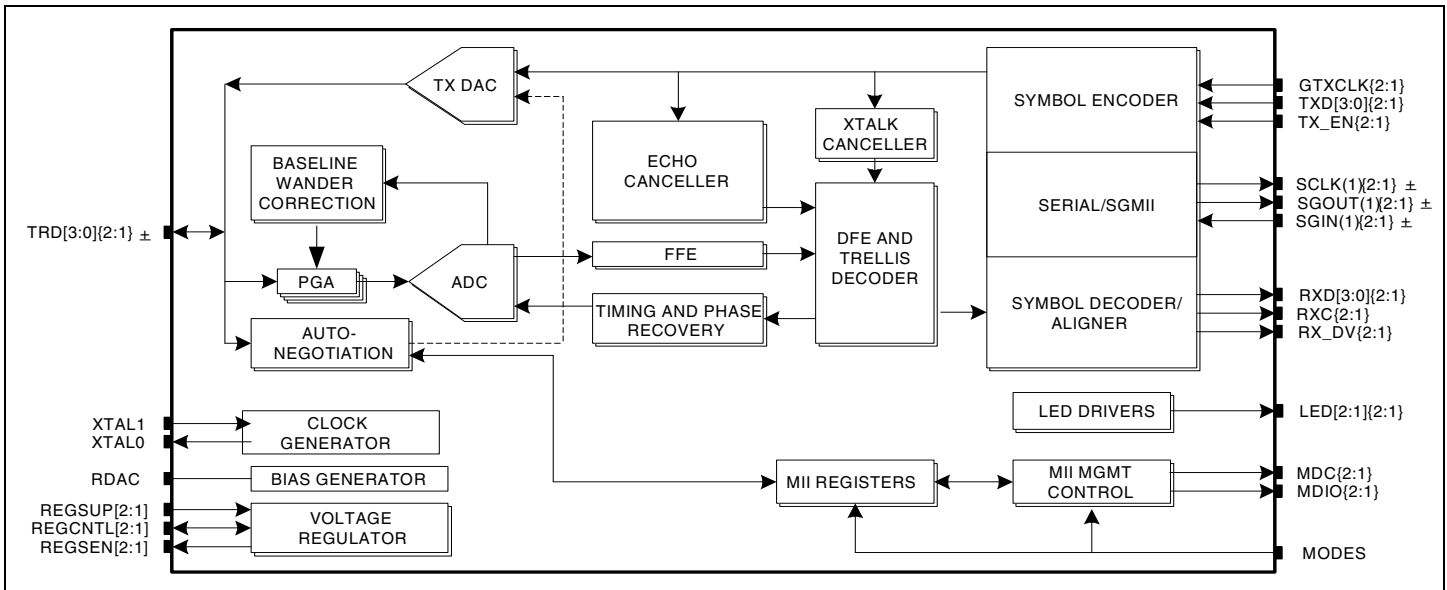 TX DAC
BASELINE
WANDER
CORRECTION
PGA
ADC
AUTO-
NEGOTIATION
ECHO
CANCELLER
XTALK
CANCELLER
FFE
TIMING AND PHASE
RECOVERY
DFE AND
TRELLIS
DECODER
SYMBOL ENCODER
SERIAL/SGMII
SYMBOL DECODER/
ALIGNER
GTXCLK{2:1}
TXD[3:0]{2:1}
TX_EN{2:1}
SCLK(1){2:1} ±
SGOUT(1){2:1} ±
SGIN(1){2:1} ±
RXD[3:0]{2:1}
RXC{2:1}
RX_DV{2:1}
TRD[3:0]{2:1} ±
XTAL1
XTAL0
CLOCK
GENERATOR
RDAC
BIAS GENERATOR
REGSUP[2:1]
REGCNTL[2:1]
REGSEN[2:1]
VOLTAGE
REGULATOR
LED DRIVERS
LED[2:1]{2:1}
MII REGISTERS
MII MGMT
CONTROL
MDC{2:1}
MDIO{2:1}
MODES